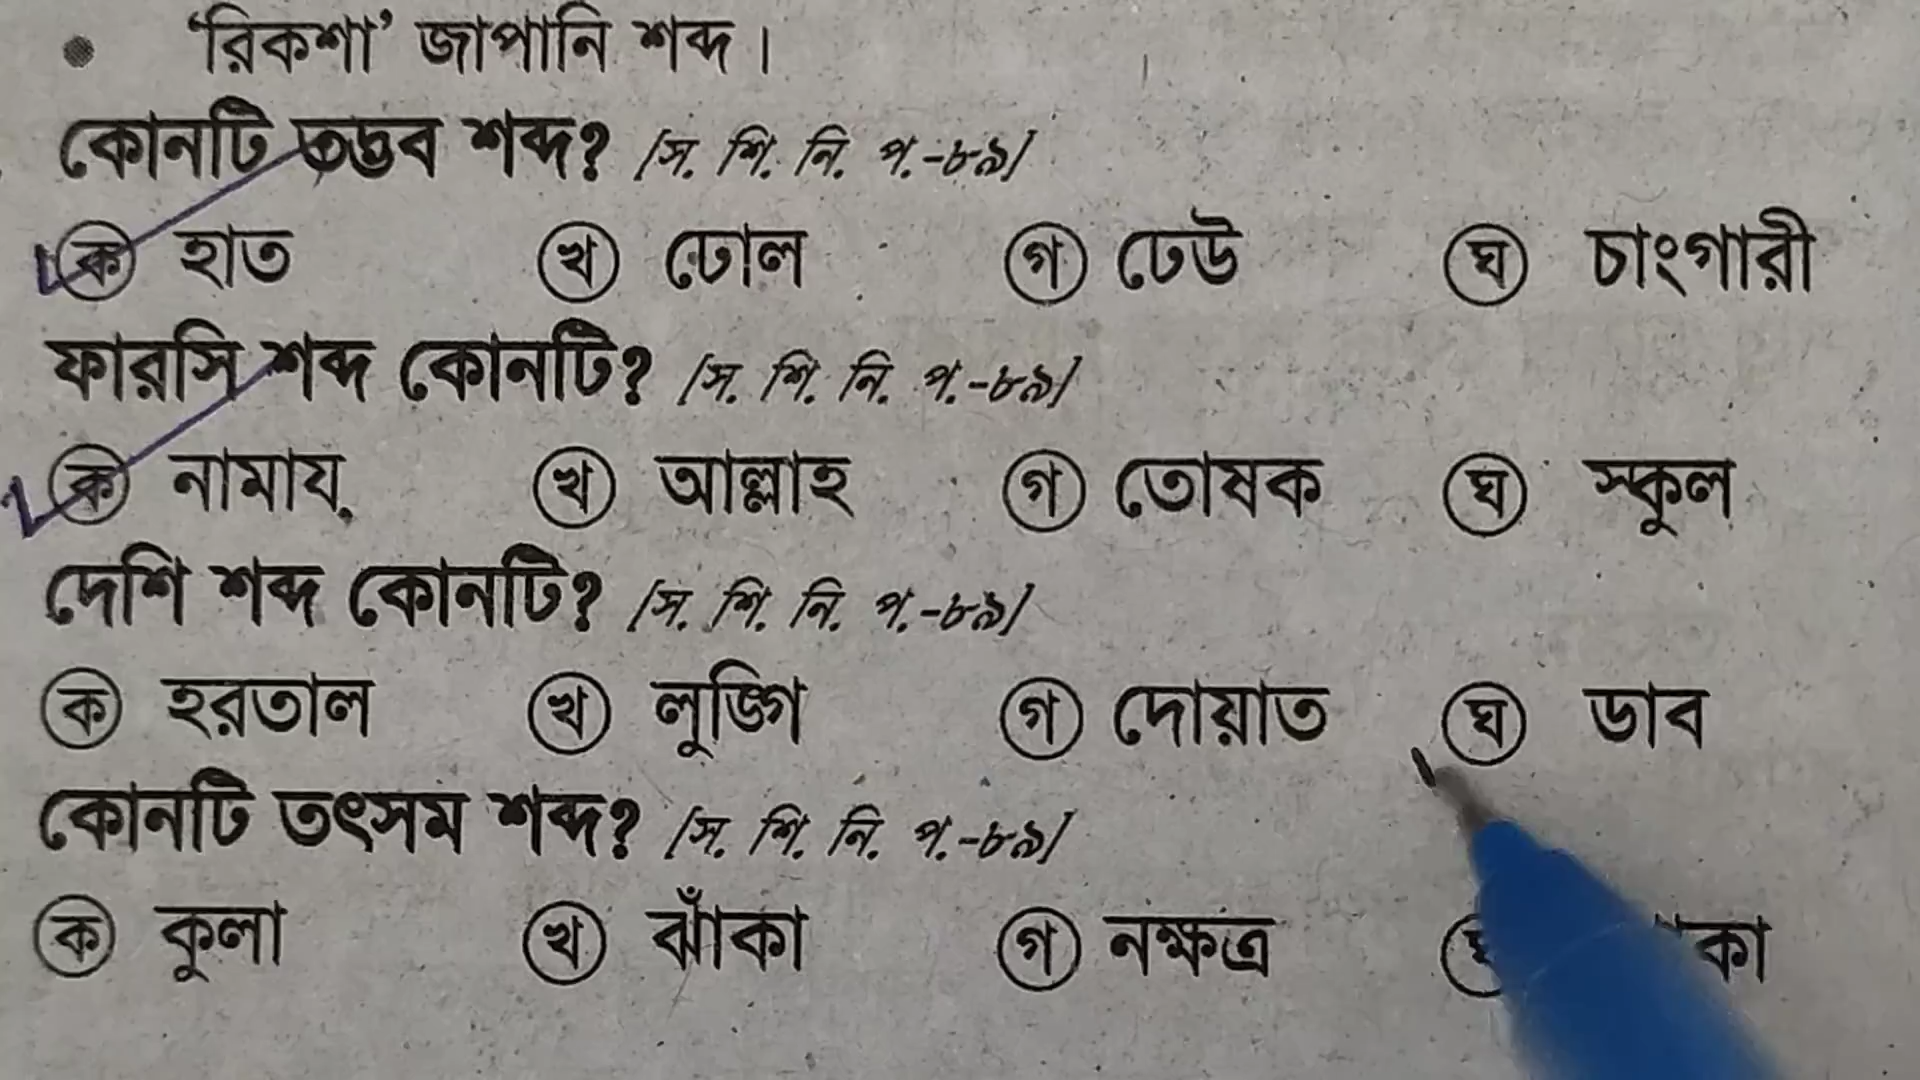 • ‘রিকশা’ জাপানি শব্দ।
কোনটি তদ্ভব শব্দ? [স. শি. নি. প.-৮৯]
ক হাত খ ঢোল গ ঢেউ ঘ চাংগারী
ফারসি শব্দ কোনটি? [স. শি. নি. প.-৮৯]
ক নামায খ আল্লাহ গ তোষক ঘ স্কুল
দেশি শব্দ কোনটি? [স. শি. নি. প.-৮৯]
ক হরতাল খ লুঙ্গি গ দোয়াত ঘ ডাব
কোনটি তৎসম শব্দ? [স. শি. নি. প.-৮৯]
ক কুলা খ ঝাঁকা গ নক্ষত্র ঘ